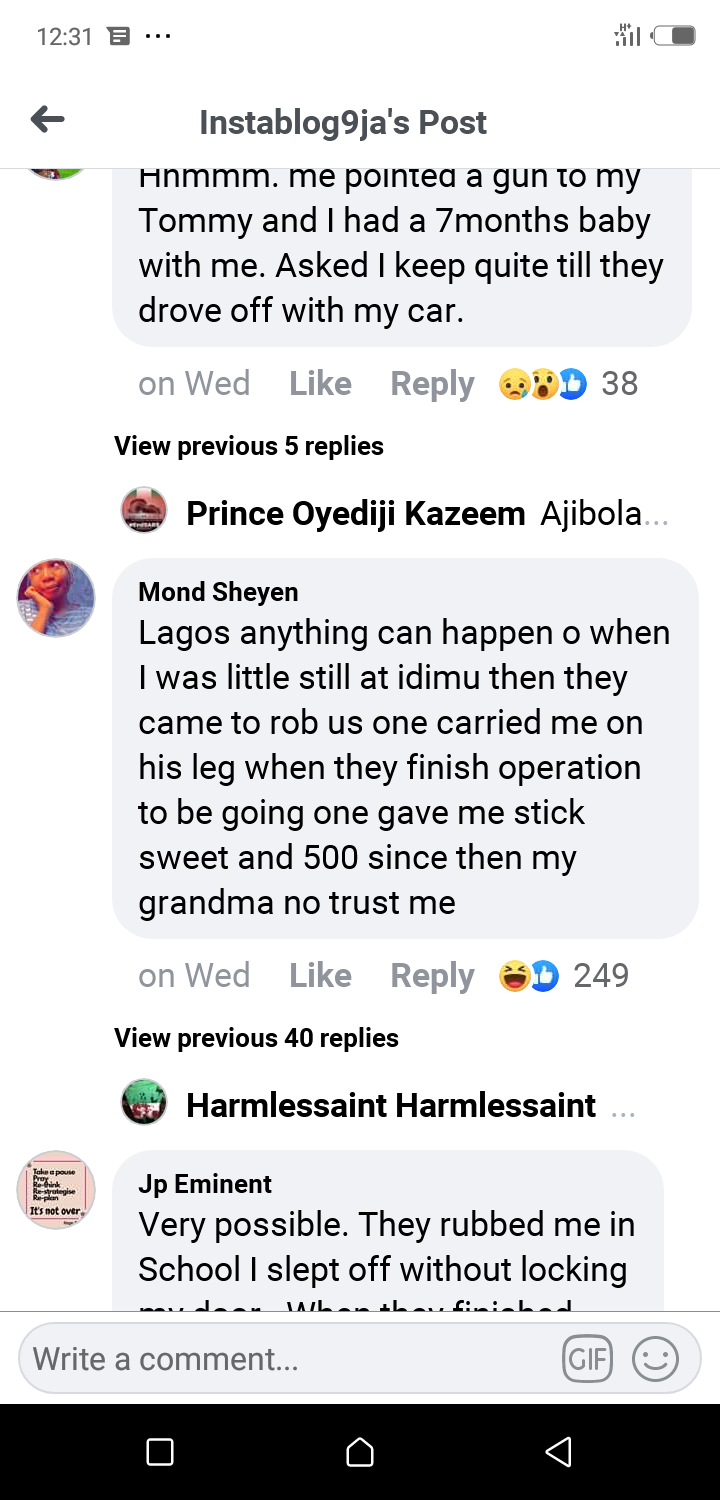 12:31
Instablog9ja's Post
Hhmmm. me pointed a gun to my
Tommy and I had a 7months baby
with me. Asked I keep quite till they
drove off with my car.
on Wed Like Reply 38
View previous 5 replies
Prince Oyediji Kazeem Ajibola...
Mond Sheyen
Lagos anything can happen o when
I was little still at idimu then they
came to rob us one carried me on
his leg when they finish operation
to be going one gave me stick
sweet and 500 since then my
grandma no trust me
on Wed Like Reply 249
View previous 40 replies
Harmlessaint Harmlessaint ...
Take a pause
Pray
Re-think
Re-strategise
Re-plan
It's not over.
Jp Eminent
Very possible. They rubbed me in
School I slept off without locking
my door. When they finished
Write a comment...
GIF